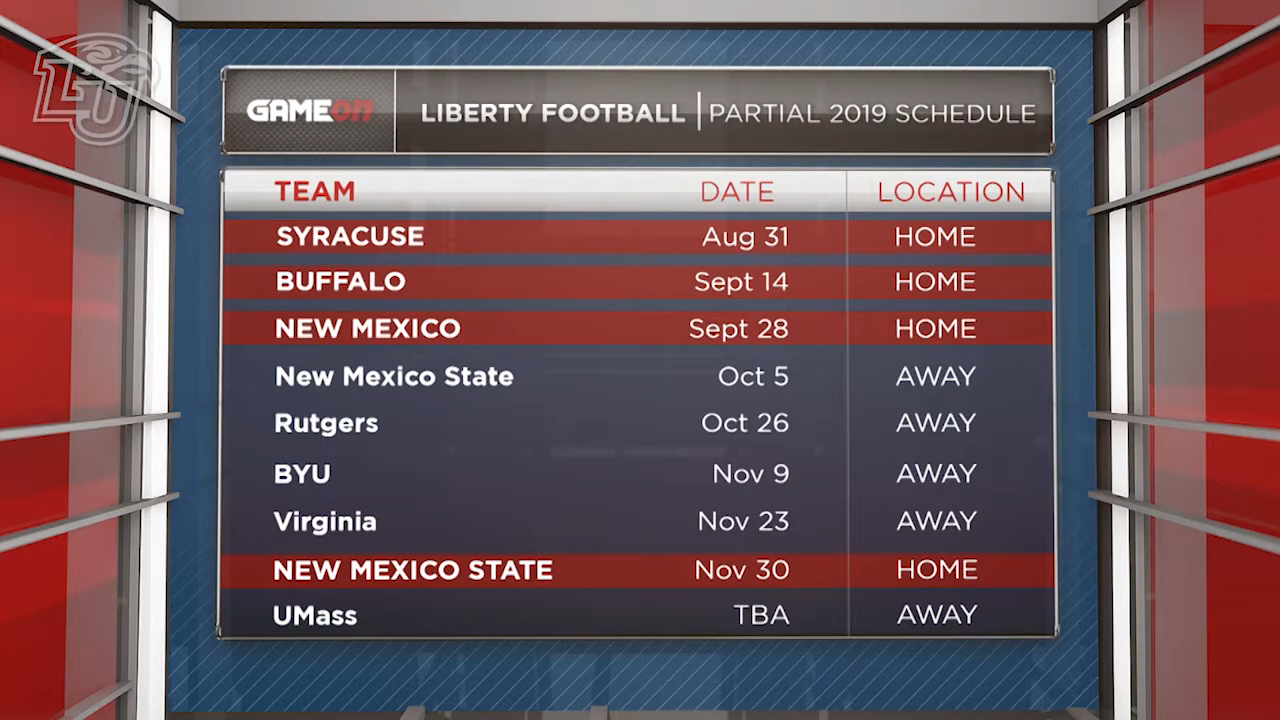 LU
GAMEon
LIBERTY FOOTBALL | PARTIAL 2019 SCHEDULE
TEAM DATE LOCATION
SYRACUSE Aug 31 HOME
BUFFALO Sept 14 HOME
NEW MEXICO Sept 28 HOME
New Mexico State Oct 5 AWAY
Rutgers Oct 26 AWAY
BYU Nov 9 AWAY
Virginia Nov 23 AWAY
NEW MEXICO STATE Nov 30 HOME
UMass TBA AWAY